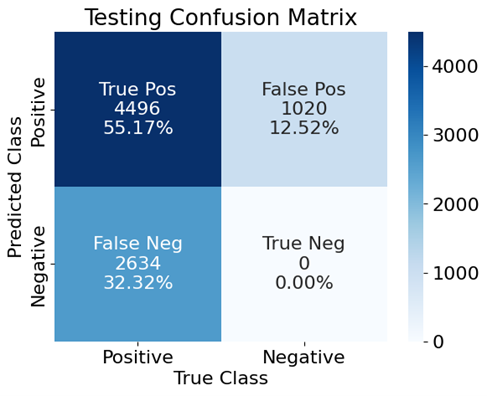 Testing Confusion Matrix
Predicted Class
Positive
Negative
True Pos
4496
55.17%
False Pos
1020
12.52%
False Neg
2634
32.32%
True Neg
0
0.00%
Positive
Negative
True Class
4000
3000
2000
1000
0